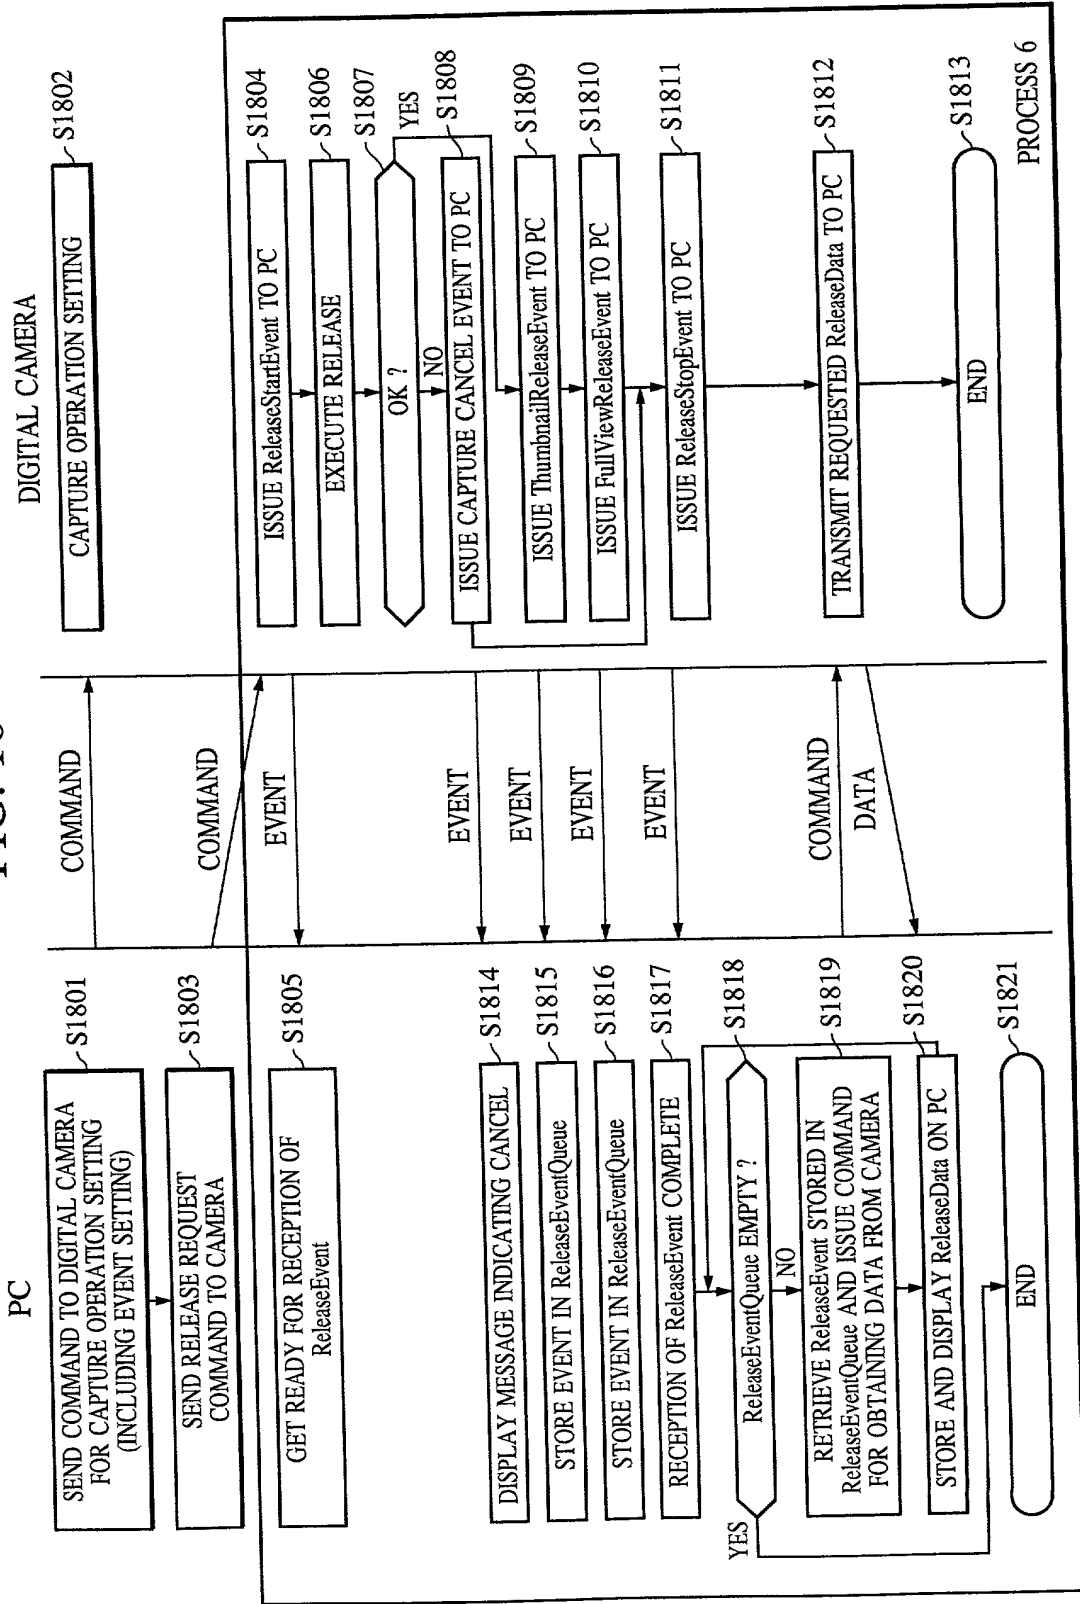 PC
DIGITAL CAMERA
SEND COMMAND TO DIGITAL CAMERA
FOR CAPTURE OPERATION SETTING
(INCLUDING EVENT SETTING)
S1801
COMMAND
CAPTURE OPERATION SETTING
S1802
SEND RELEASE REQUEST
COMMAND TO CAMERA
S1803
COMMAND
ISSUE ReleaseStartEvent TO PC
S1804
GET READY FOR RECEPTION OF
ReleaseEvent
S1805
EVENT
EXECUTE RELEASE
S1806
OK ?
S1807
YES
NO
DISPLAY MESSAGE INDICATING CANCEL
S1814
EVENT
ISSUE CAPTURE CANCEL EVENT TO PC
S1808
STORE EVENT IN ReleaseEventQueue
S1815
EVENT
ISSUE ThumbnailReleaseEvent TO PC
S1809
STORE EVENT IN ReleaseEventQueue
S1816
EVENT
ISSUE FullViewReleaseEvent TO PC
S1810
RECEPTION OF ReleaseEvent COMPLETE
S1817
EVENT
ISSUE ReleaseStopEvent TO PC
S1811
YES
ReleaseEventQueue EMPTY ?
S1818
NO
RETRIEVE ReleaseEvent STORED IN
ReleaseEventQueue AND ISSUE COMMAND
FOR OBTAINING DATA FROM CAMERA
S1819
COMMAND
DATA
TRANSMIT REQUESTED ReleaseData TO PC
S1812
STORE AND DISPLAY ReleaseData ON PC
S1820
END
S1821
END
S1813
PROCESS 6